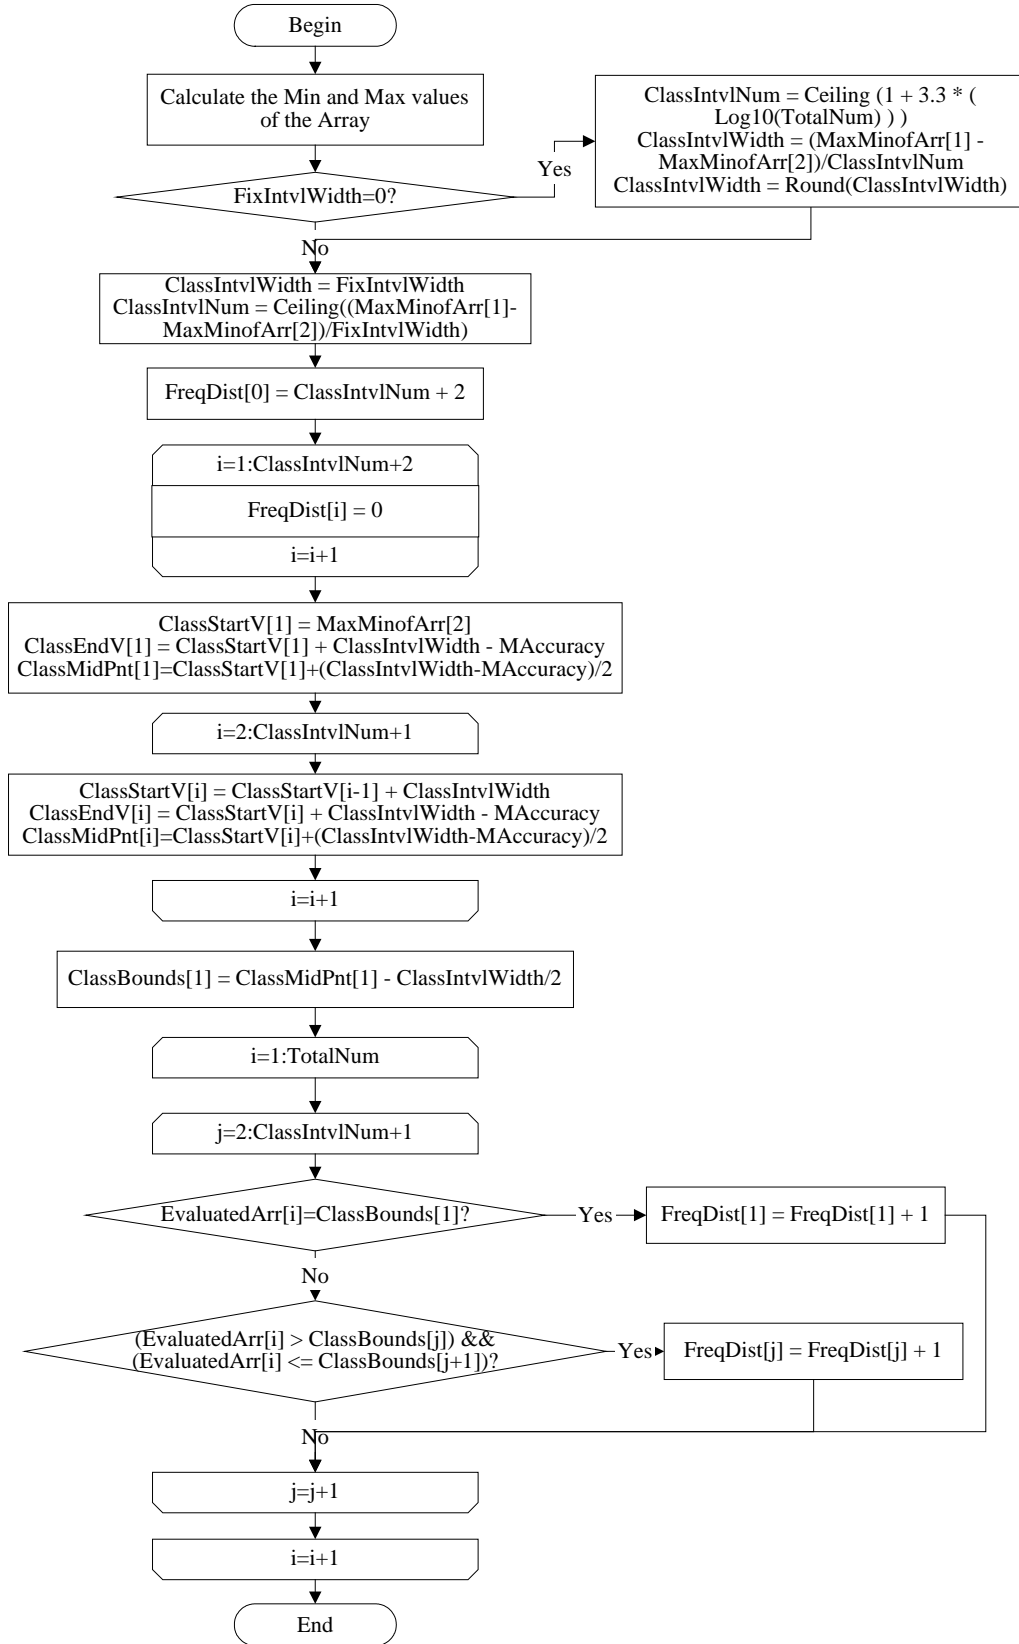 Begin
Calculate the Min and Max values
of the Array
FixIntvlWidth=0?
Yes
ClassIntvlNum = Ceiling (1 + 3.3 * (
Log10(TotalNum) ) )
ClassIntvlWidth = (MaxMinofArr[1] -
MaxMinofArr[2])/ClassIntvlNum
ClassIntvlWidth = Round(ClassIntvlWidth)
No
ClassIntvlWidth = FixIntvlWidth
ClassIntvlNum = Ceiling((MaxMinofArr[1]-
MaxMinofArr[2])/FixIntvlWidth)
FreqDist[0] = ClassIntvlNum + 2
i=1:ClassIntvlNum+2
FreqDist[i] = 0
i=i+1
ClassStartV[1] = MaxMinofArr[2]
ClassEndV[1] = ClassStartV[1] + ClassIntvlWidth - MAccuracy
ClassMidPnt[1]=ClassStartV[1]+(ClassIntvlWidth-MAccuracy)/2
i=2:ClassIntvlNum+1
ClassStartV[i] = ClassStartV[i-1] + ClassIntvlWidth
ClassEndV[i] = ClassStartV[i] + ClassIntvlWidth - MAccuracy
ClassMidPnt[i]=ClassStartV[i]+(ClassIntvlWidth-MAccuracy)/2
i=i+1
ClassBounds[1] = ClassMidPnt[1] - ClassIntvlWidth/2
i=1:TotalNum
j=2:ClassIntvlNum+1
EvaluatedArr[i]=ClassBounds[1]?
Yes
FreqDist[1] = FreqDist[1] + 1
No
(EvaluatedArr[i] > ClassBounds[j]) &&
(EvaluatedArr[i] <= ClassBounds[j+1])?
Yes
FreqDist[j] = FreqDist[j] + 1
No
j=j+1
i=i+1
End